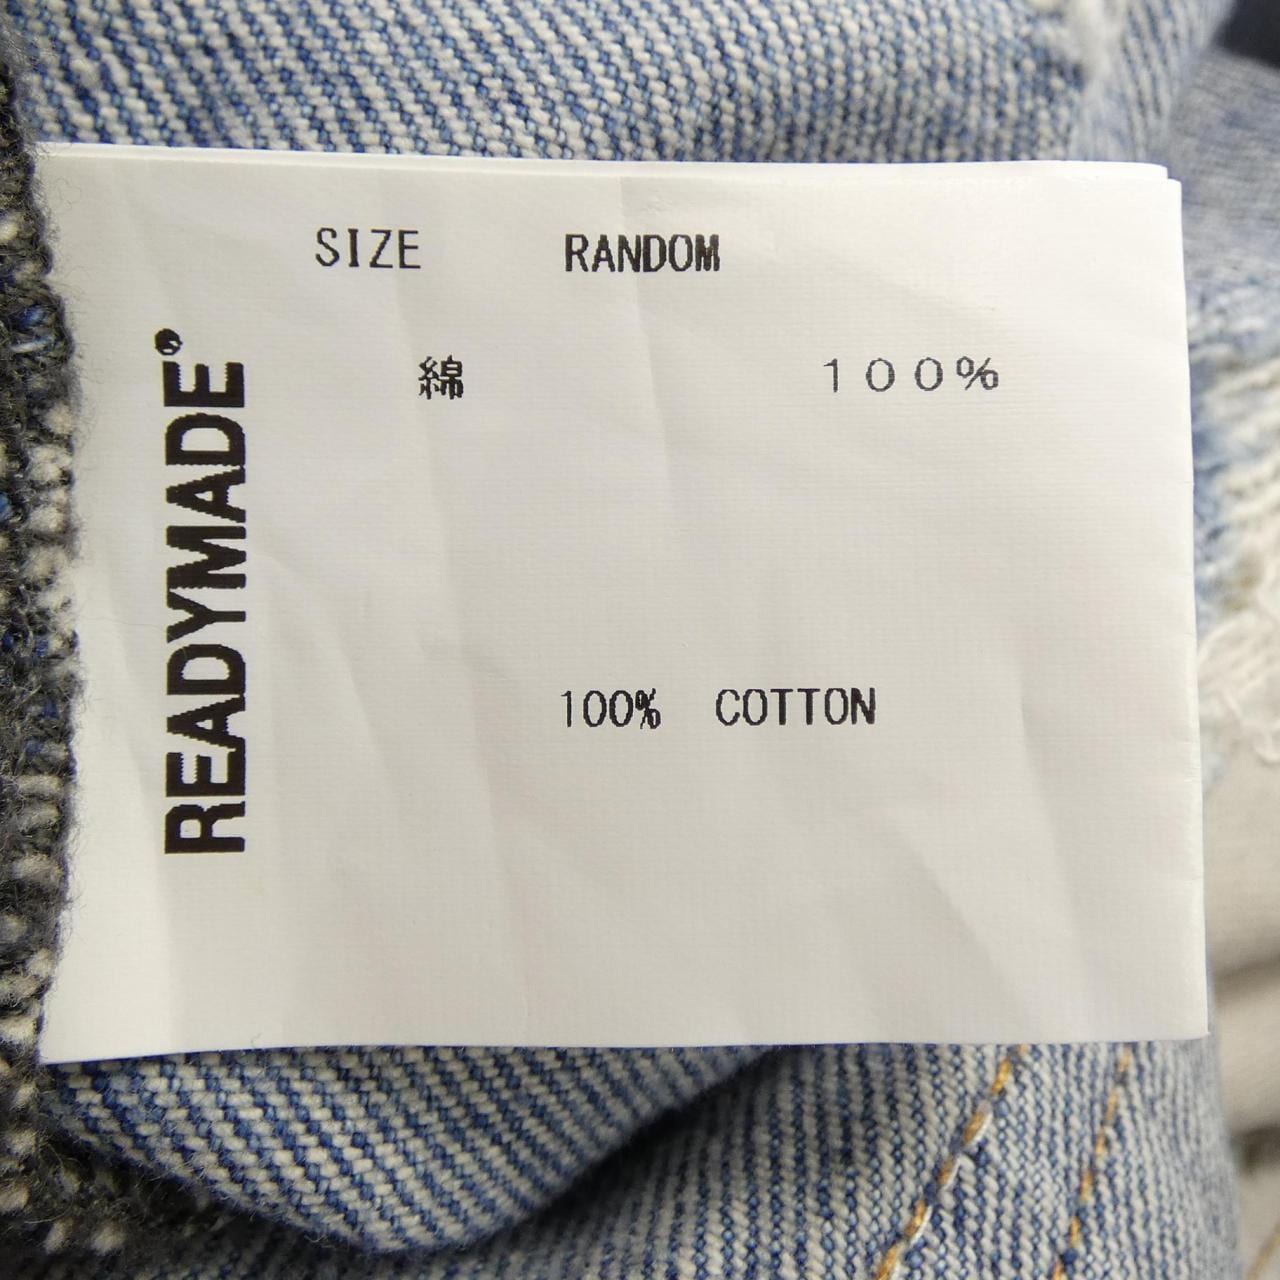 SIZE RANDOM
綿 １００％
100% COTTON
READYMADE®